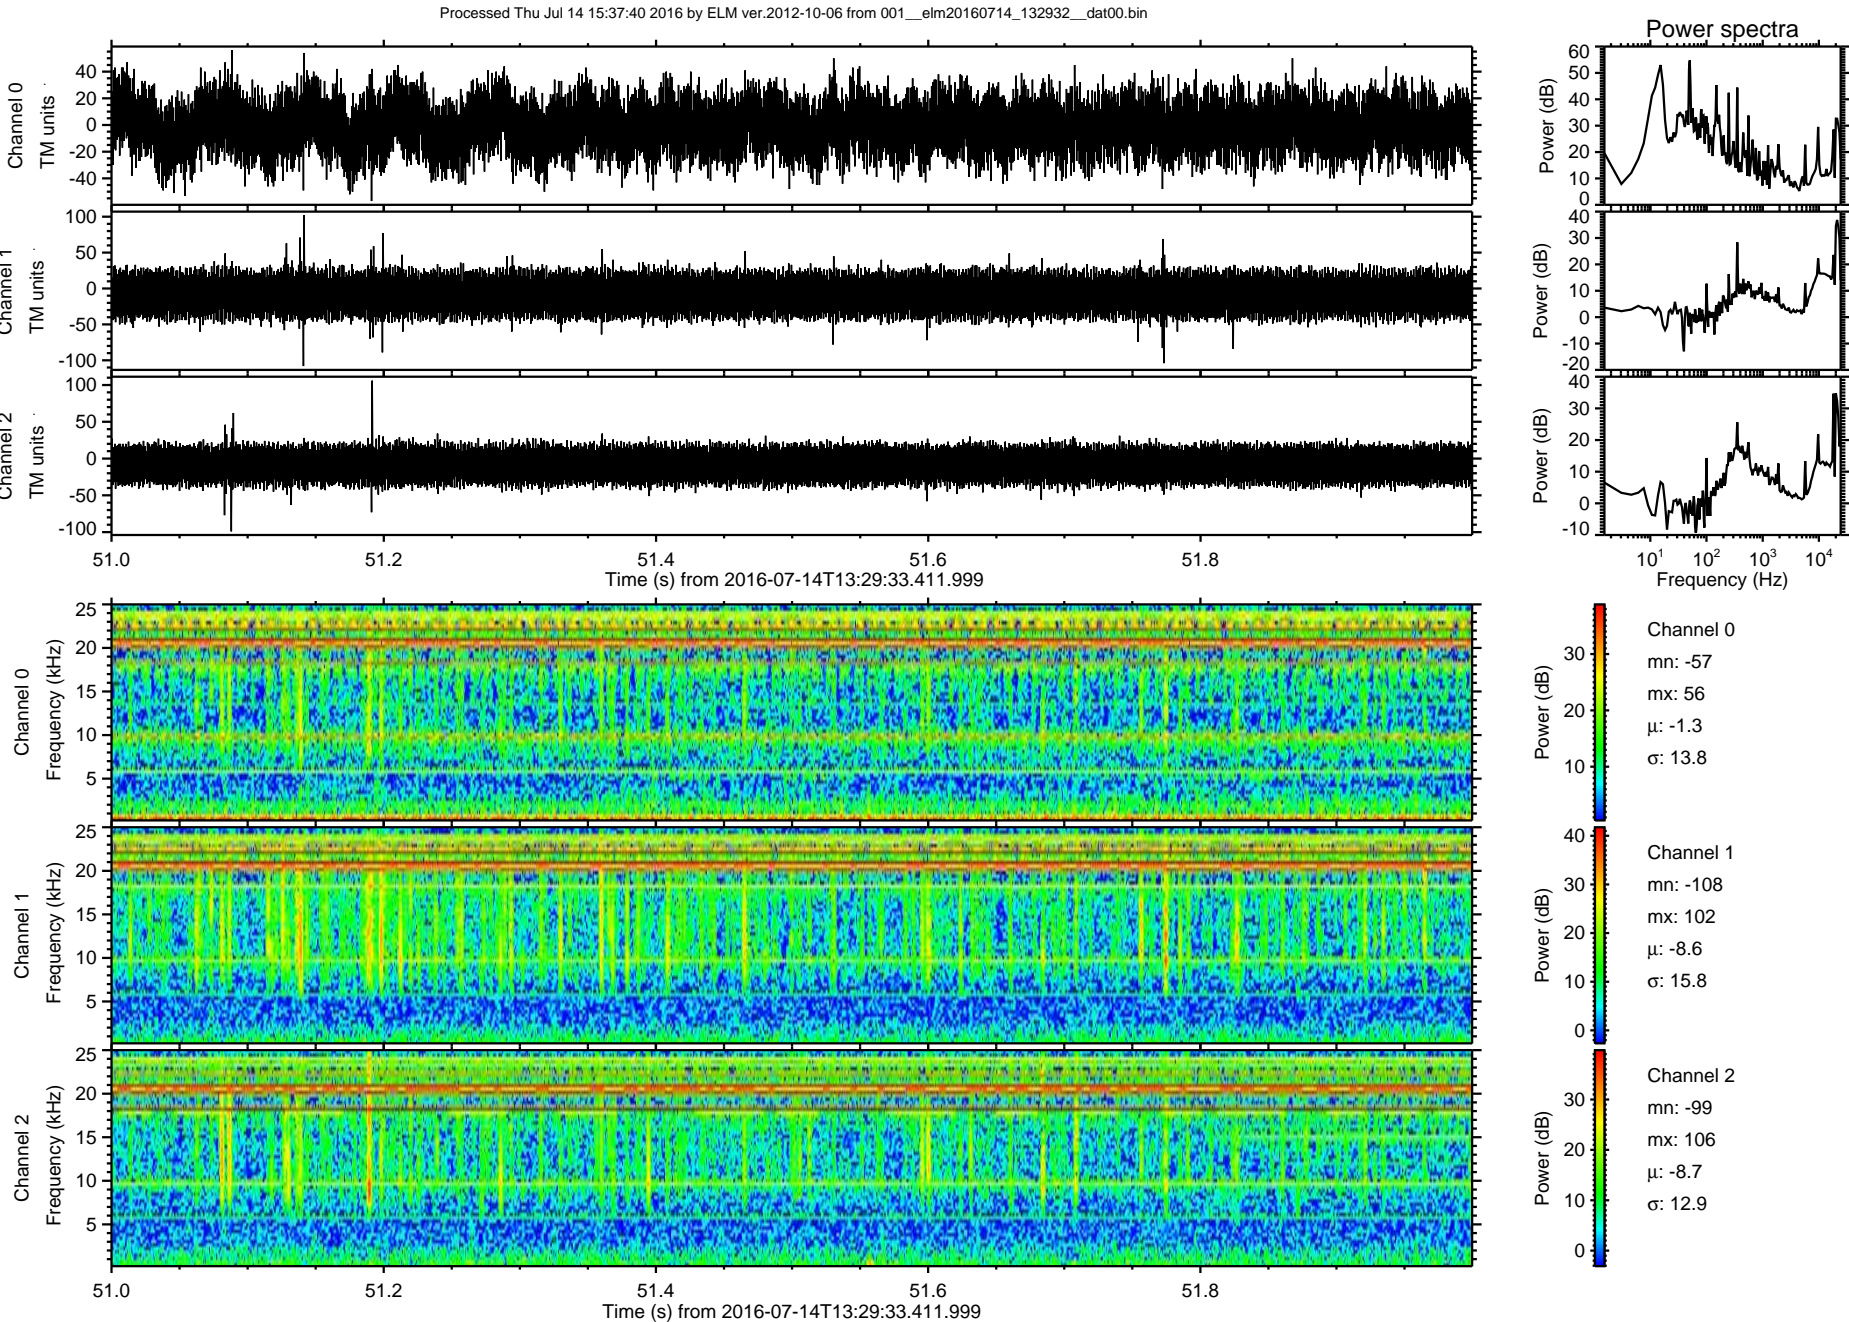 Processed Thu Jul 14 15:37:40 2016 by ELM ver.2012-10-06 from 001__elm20160714_132932__dat00.bin
Power spectra
Channel 0
TM units
40
20
0
-20
-40
Power (dB)
60
50
40
30
20
10
0
Channel 1
TM units
100
50
0
-50
-100
Power (dB)
40
30
20
10
0
-10
-20
Channel 2
TM units
100
50
0
-50
-100
Power (dB)
40
30
20
10
0
-10
51.0 51.2 51.4 51.6 51.8
Time (s) from 2016-07-14T13:29:33.411.999
10^1 10^2 10^3 10^4
Frequency (Hz)
Channel 0
Frequency (kHz)
25
20
15
10
5
Power (dB)
30
20
10
Channel 0
mn: -57
mx: 56
μ: -1.3
σ: 13.8
Channel 1
Frequency (kHz)
25
20
15
10
5
Power (dB)
40
30
20
10
0
Channel 1
mn: -108
mx: 102
μ: -8.6
σ: 15.8
Channel 2
Frequency (kHz)
25
20
15
10
5
Power (dB)
30
20
10
0
Channel 2
mn: -99
mx: 106
μ: -8.7
σ: 12.9
51.0 51.2 51.4 51.6 51.8
Time (s) from 2016-07-14T13:29:33.411.999